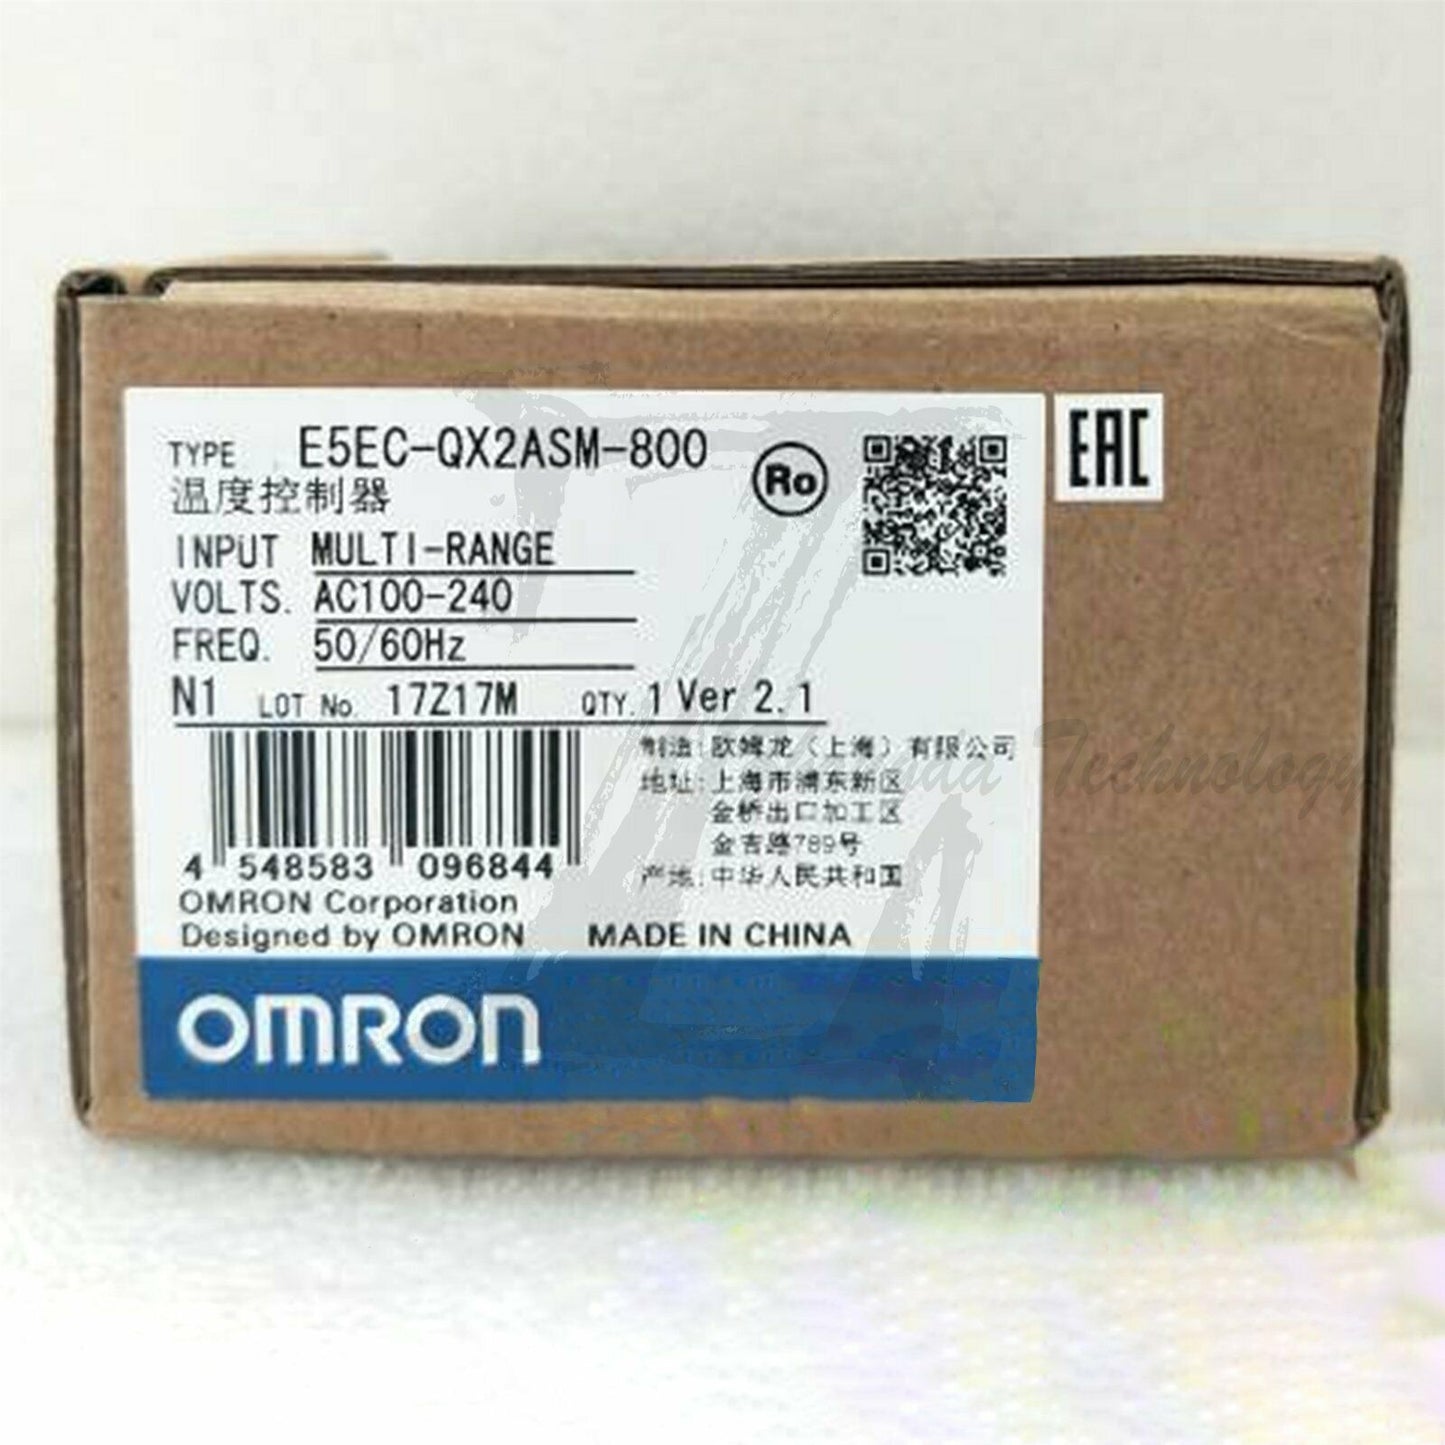 TYPE E5EC-QX2ASM-800
温度控制器
Ro
EAC
INPUT MULTI-RANGE
VOLTS. AC100-240
FREQ. 50/60Hz
N1 LOT No. 17Z17M QTY. 1 Ver 2.1
制造: 欧姆龙（上海）有限公司
地址: 上海市浦东新区
金桥出口加工区
金吉路789号
产地: 中华人民共和国
4 548583 096844
OMRON Corporation
Designed by OMRON MADE IN CHINA
OMRON
Technology